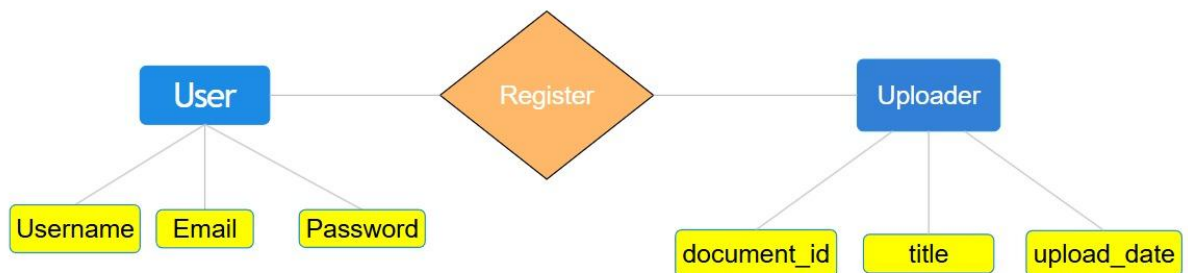 User
Register
Uploader
Username
Email
Password
document_id
title
upload_date